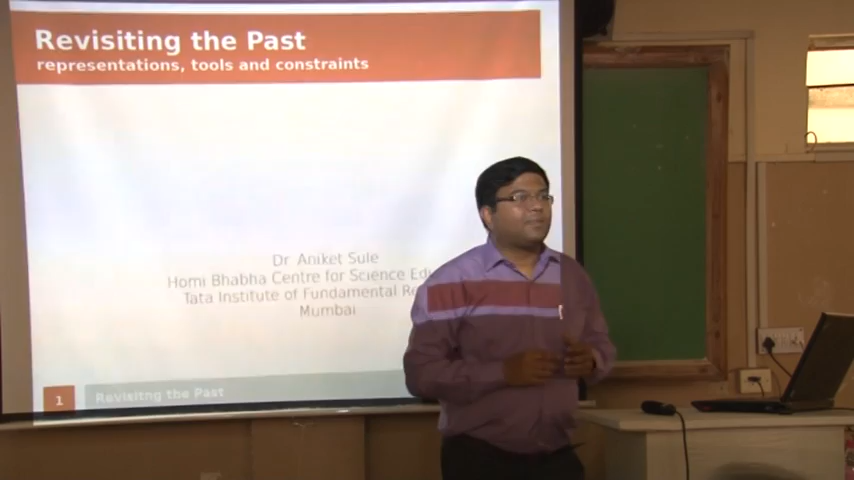 Revisiting the Past
representations, tools and constraints
Dr Aniket Sule
Homi Bhabha Centre for Science Edu
Tata Institute of Fundamental Re
Mumbai
1 Revisitng the Past